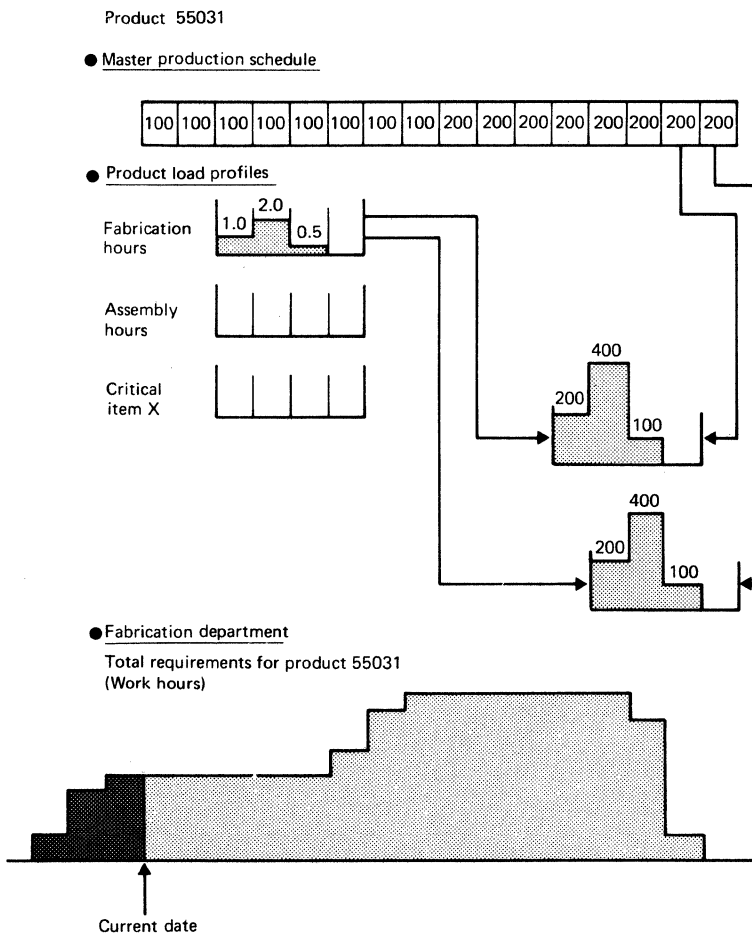 Product 55031
Master production schedule
100 100 100 100 100 100 100 100 200 200 200 200 200 200 200 200
Product load profiles
Fabrication
hours
1.0
2.0
0.5
Assembly
hours
Critical
item X
400
200
100
400
200
100
Fabrication department
Total requirements for product 55031
(Work hours)
Current date